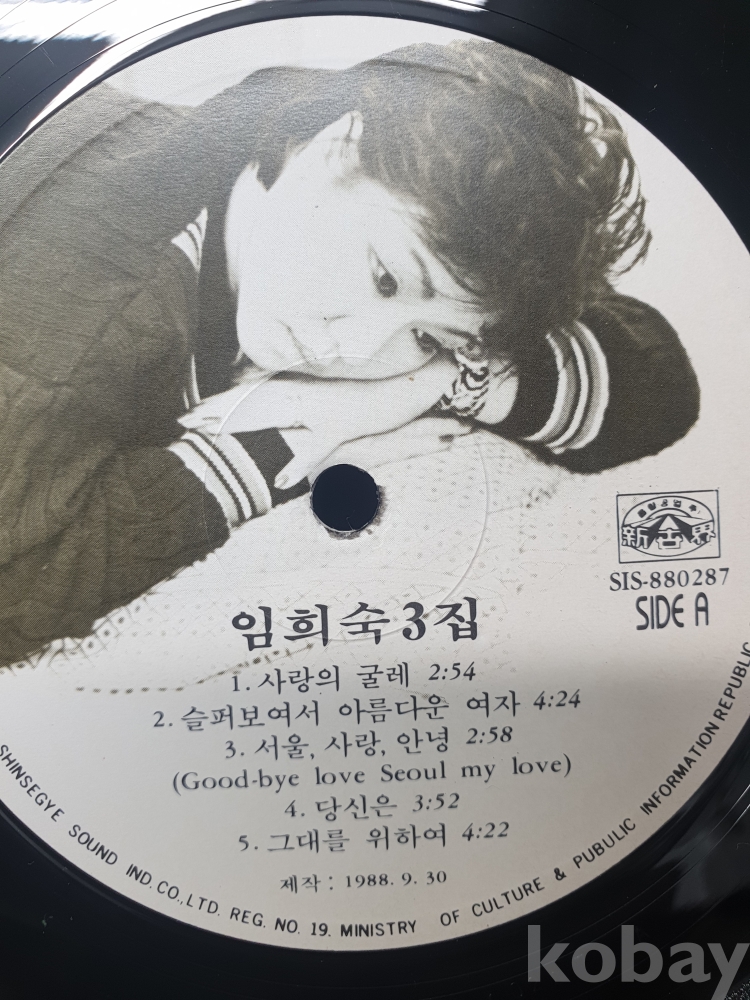 新世界
SIS-880287
SIDE A
임희숙 3집
1. 사랑의 굴레 2:54
2. 슬퍼보여서 아름다운 여자 4:24
3. 서울, 사랑, 안녕 2:58
(Good-bye love Seoul my love)
4. 당신은 3:52
5. 그대를 위하여 4:22
제작 : 1988. 9. 30
SHINSEGYE SOUND IND. CO., LTD. REG. NO. 19. MINISTRY OF CULTURE & PUBULIC INFORMATION REPUBLIC
kobay